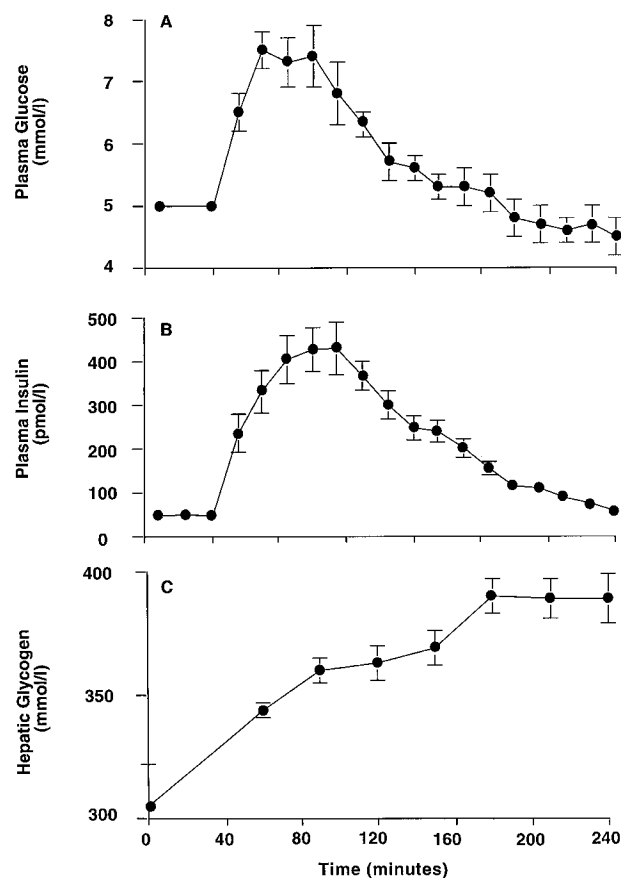 A
Plasma Glucose
(mmol/l)
8
7
6
5
4
B
Plasma Insulin
(pmol/l)
500
400
300
200
100
0
C
Hepatic Glycogen
(mmol/l)
400
350
300
0 40 80 120 160 200 240
Time (minutes)